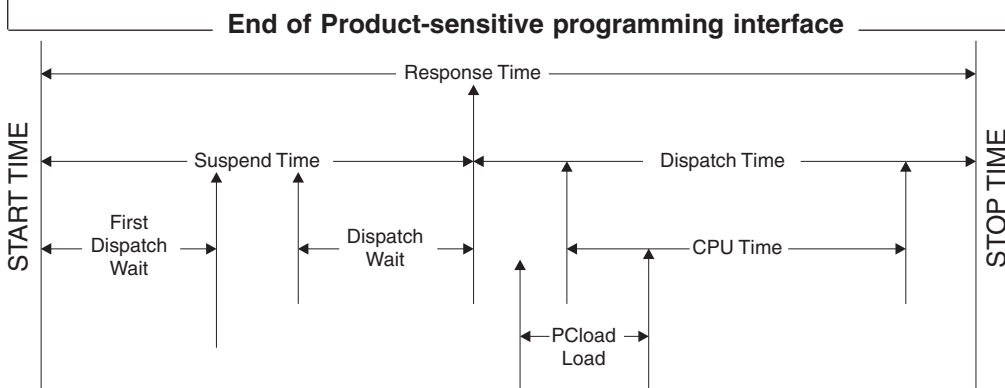 End of Product-sensitive programming interface
Response Time
START TIME
STOP TIME
Suspend Time
Dispatch Time
First
Dispatch
Wait
Dispatch
Wait
CPU Time
PCload
Load